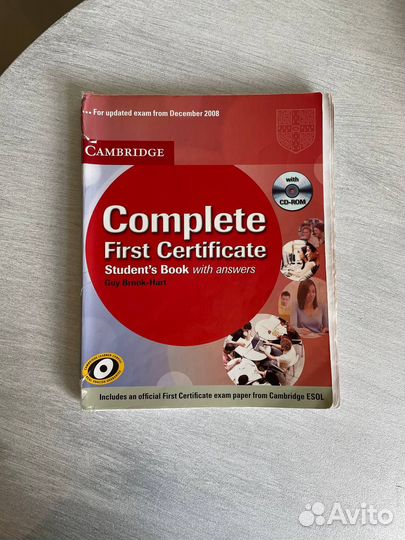 For updated exam from December 2008
CAMBRIDGE
with
CD-ROM
Complete
First Certificate
Student's Book with answers
Guy Brook-Hart
Includes an official First Certificate exam paper from Cambridge ESOL
Avito